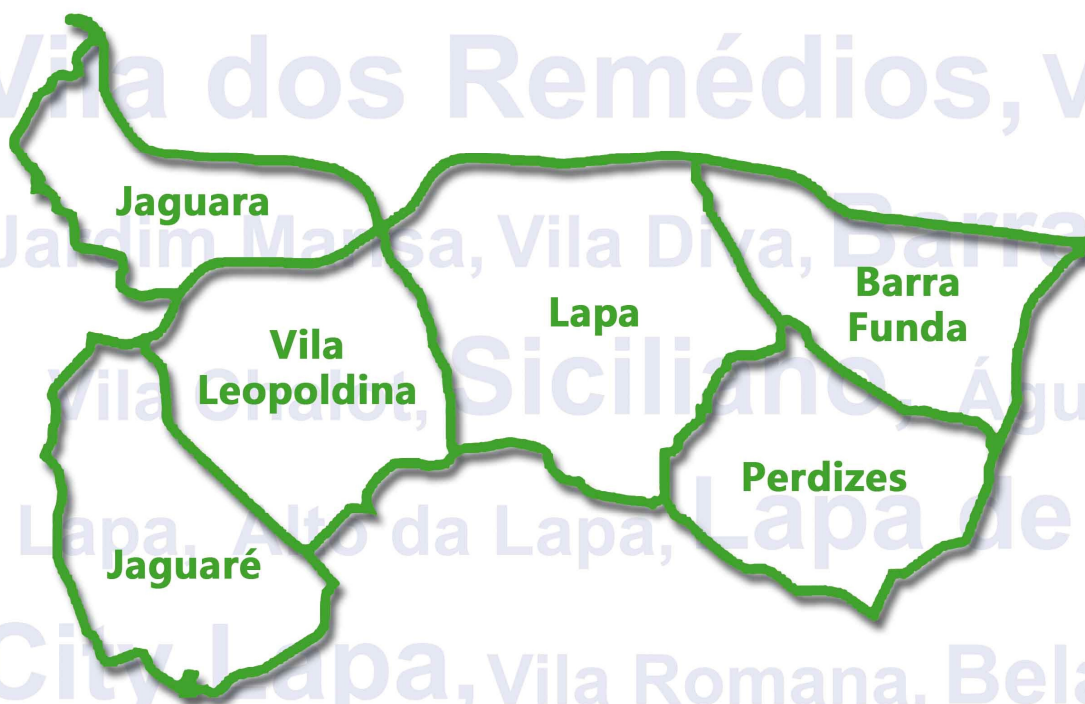 Vila dos Remédios, V
Jaguara
Jardim Marisa, Vila Diva, Barra
Barra
Funda
Lapa
Vila
Leopoldina
Vila Chalot, Siciliano, Águ
Perdizes
Lapa, Alto da Lapa, Lapa de
Jaguaré
City Lapa, Vila Romana, Bela